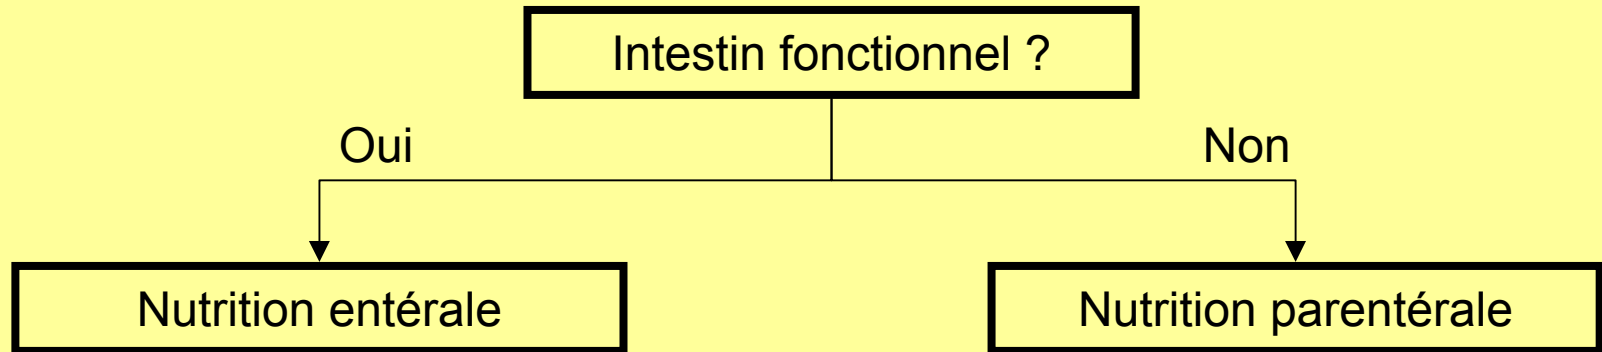 Intestin fonctionnel ?
Oui
Non
Nutrition entérale
Nutrition parentérale